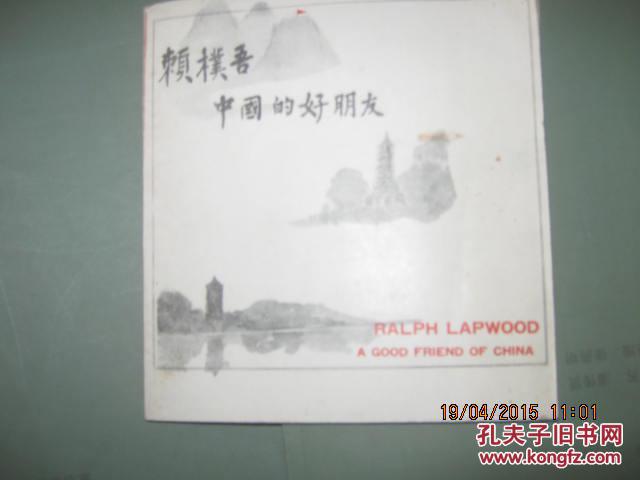 賴樸吾
中國的好朋友
RALPH LAPWOOD
A GOOD FRIEND OF CHINA
19/04/2015 11:01
孔夫子旧书网
www.kongfz.com